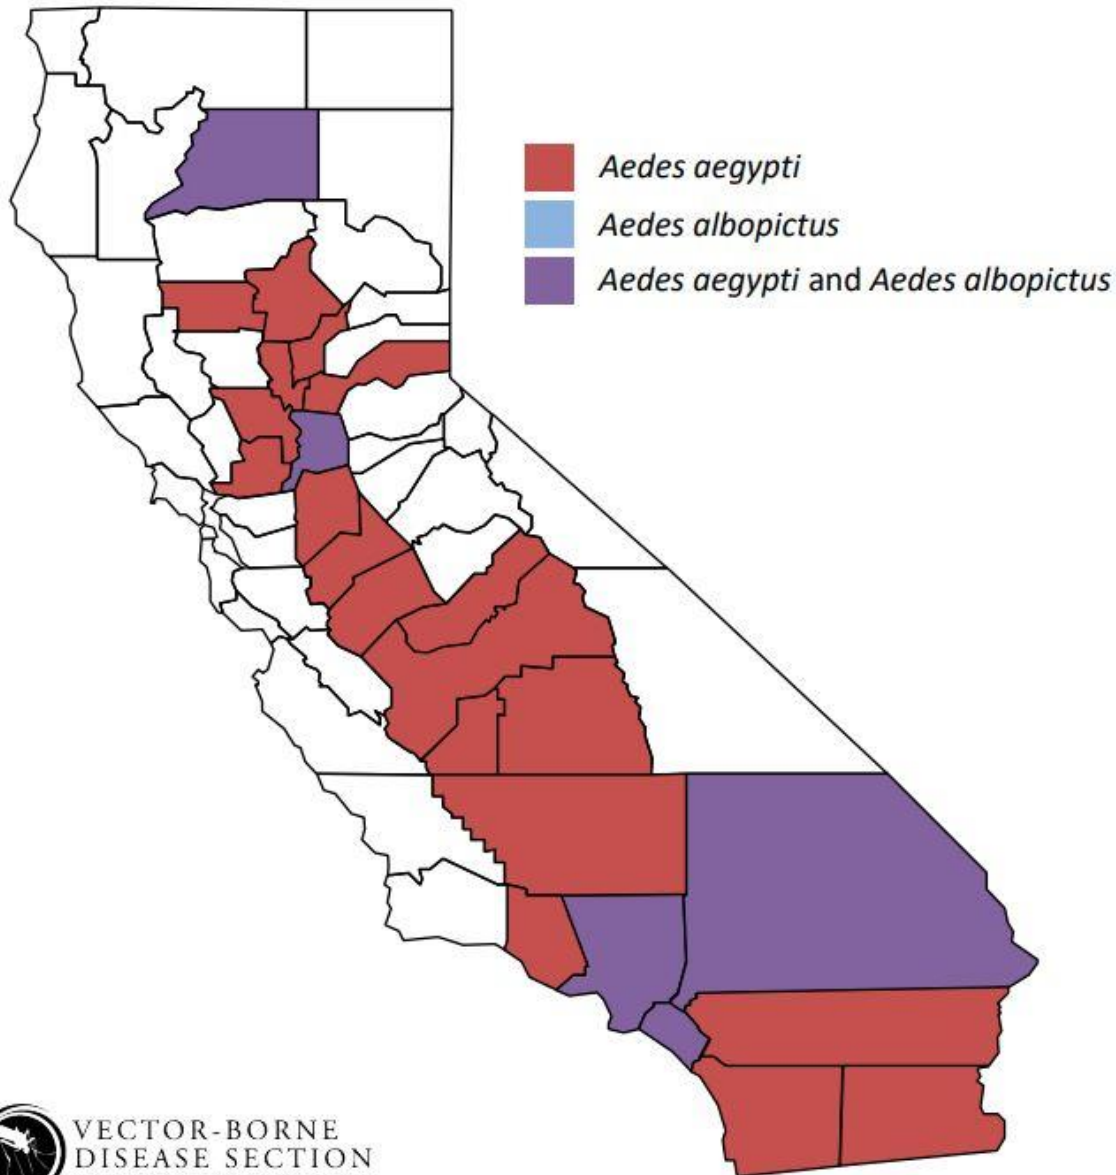 Aedes aegypti
Aedes albopictus
Aedes aegypti and Aedes albopictus
VECTOR-BORNE
DISEASE SECTION